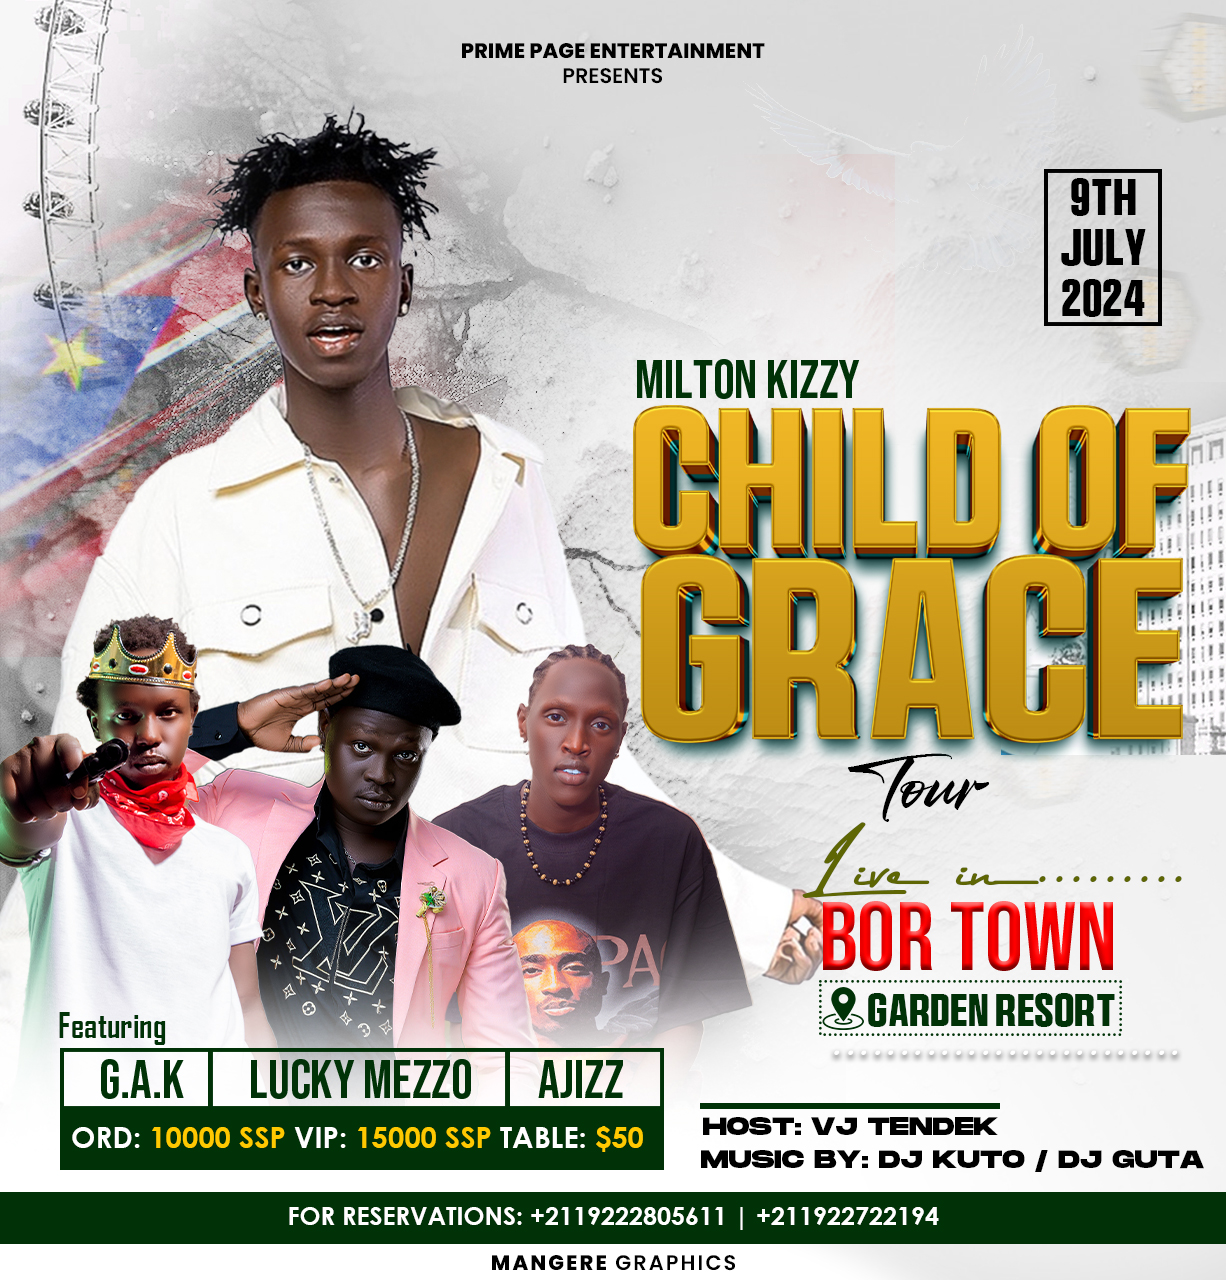 PRIME PAGE ENTERTAINMENT
PRESENTS
9TH
JULY
2024
MILTON KIZZY
CHILD OF
GRACE
Tour
Live in.........
BOR TOWN
GARDEN RESORT
PAC
Featuring
G.A.K
LUCKY MEZZO
AJIZZ
ORD: 10000 SSP VIP: 15000 SSP TABLE: $50
HOST: VJ TENDEK
MUSIC BY: DJ KUTO / DJ GUTA
FOR RESERVATIONS: +2119222805611 | +211922722194
MANGERE GRAPHICS